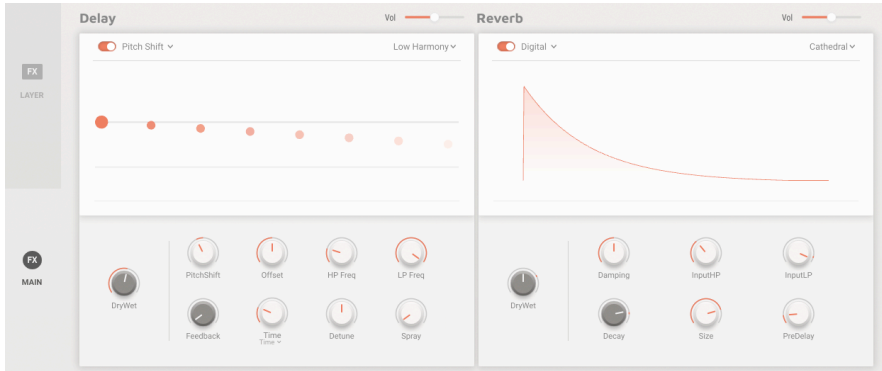 Delay
Vol
Reverb
Vol
Pitch Shift
Low Harmony
Digital
Cathedral
FX
LAYER
FX
MAIN
DryWet
PitchShift
Offset
HP Freq
LP Freq
Feedback
Time
Time
Detune
Spray
DryWet
Damping
InputHP
InputLP
Decay
Size
PreDelay